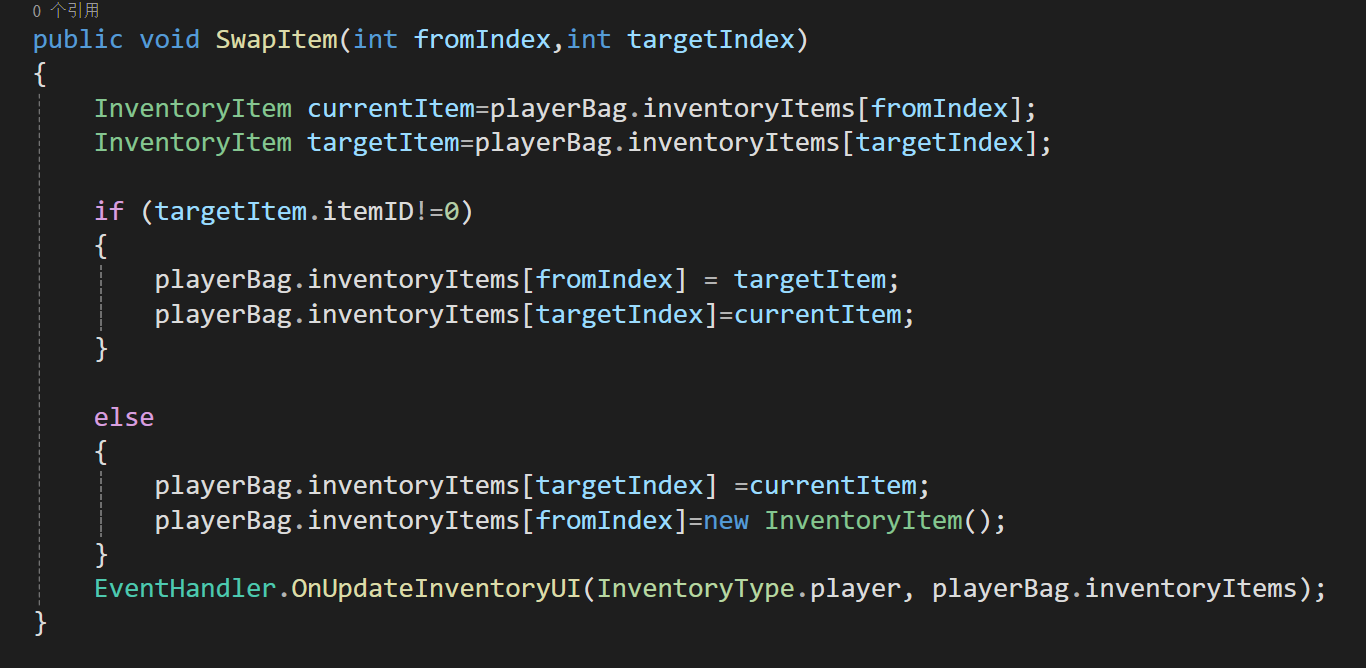 0 个引用
public void SwapItem(int fromIndex,int targetIndex)
{
InventoryItem currentItem=playerBag.inventoryItems[fromIndex];
InventoryItem targetItem=playerBag.inventoryItems[targetIndex];
if (targetItem.itemID!=0)
{
playerBag.inventoryItems[fromIndex] = targetItem;
playerBag.inventoryItems[targetIndex]=currentItem;
}
else
{
playerBag.inventoryItems[targetIndex] =currentItem;
playerBag.inventoryItems[fromIndex]=new InventoryItem();
}
EventHandler.OnUpdateInventoryUI(InventoryType.player, playerBag.inventoryItems);
}